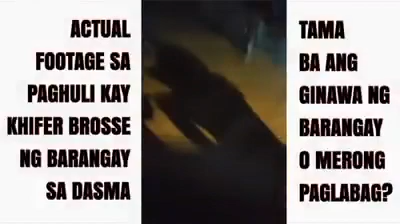 ACTUAL
FOOTAGE SA
PAGHULI KAY
KHIFER BROSSE
NG BARANGAY
SA DASMA
TAMA
BA ANG
GINAWA NG
BARANGAY
O MERONG
PAGLABAG?